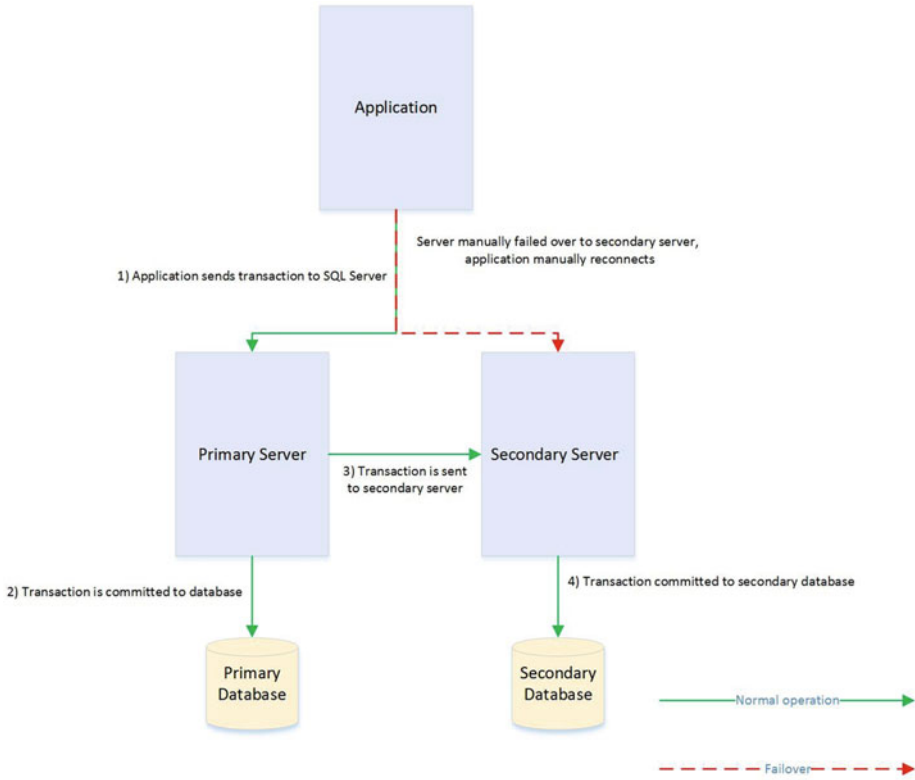 Application
Server manually failed over to secondary server,
application manually reconnects
1) Application sends transaction to SQL Server
Primary Server
Secondary Server
3) Transaction is sent
to secondary server
2) Transaction is committed to database
4) Transaction committed to secondary database
Primary
Database
Secondary
Database
Normal operation
Failover